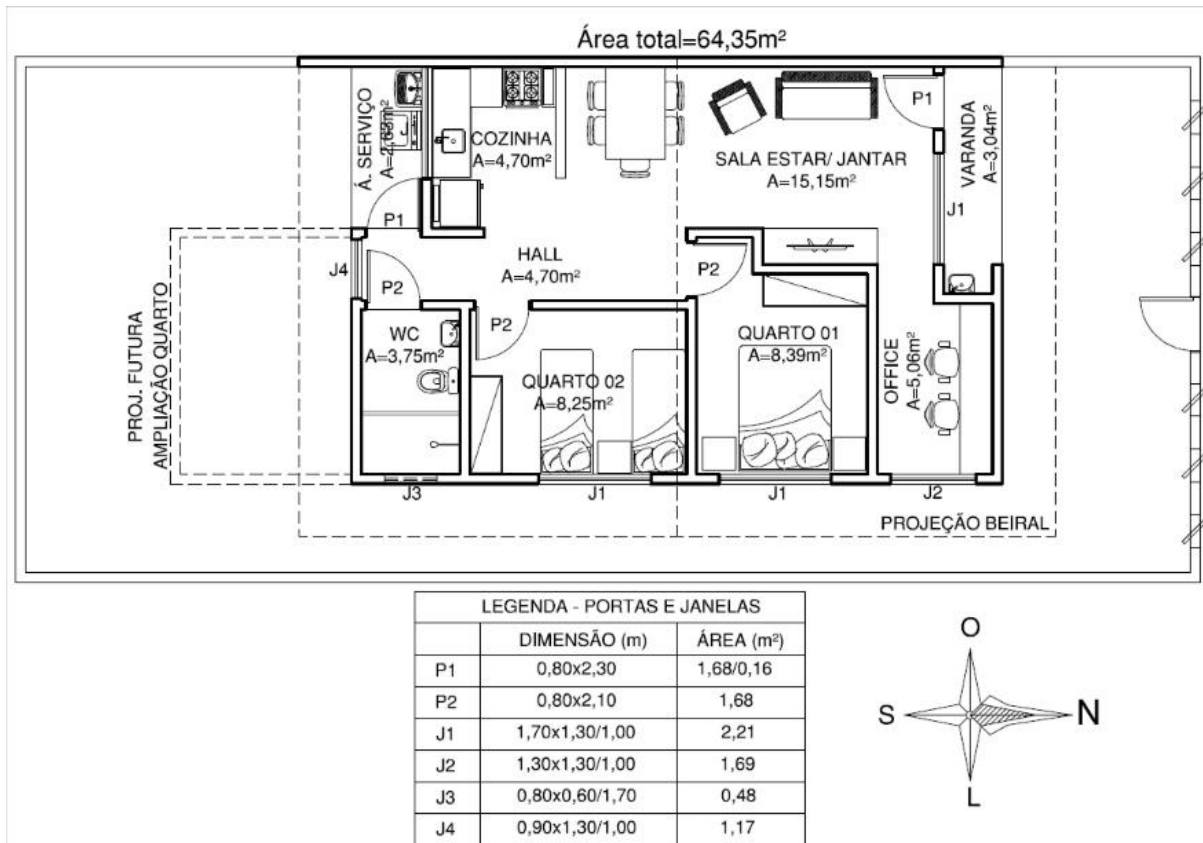 Área total=64,35m²
Á. SERVIÇO
A=2,63m²
COZINHA
A=4,70m²
P1
SALA ESTAR/ JANTAR
A=15,15m²
VARANDA
A=3,04m²
J1
P1
J4
P2
HALL
A=4,70m²
P2
PROJ. FUTURA
AMPLIAÇÃO QUARTO
WC
A=3,75m²
P2
QUARTO 02
A=8,25m²
QUARTO 01
A=8,39m²
OFFICE
A=5,06m²
J3
J1
J1
J2
PROJEÇÃO BEIRAL
LEGENDA - PORTAS E JANELAS
DIMENSÃO (m) ÁREA (m²)
P1 0,80x2,30 1,68/0,16
P2 0,80x2,10 1,68
J1 1,70x1,30/1,00 2,21
J2 1,30x1,30/1,00 1,69
J3 0,80x0,60/1,70 0,48
J4 0,90x1,30/1,00 1,17
O
S N
L